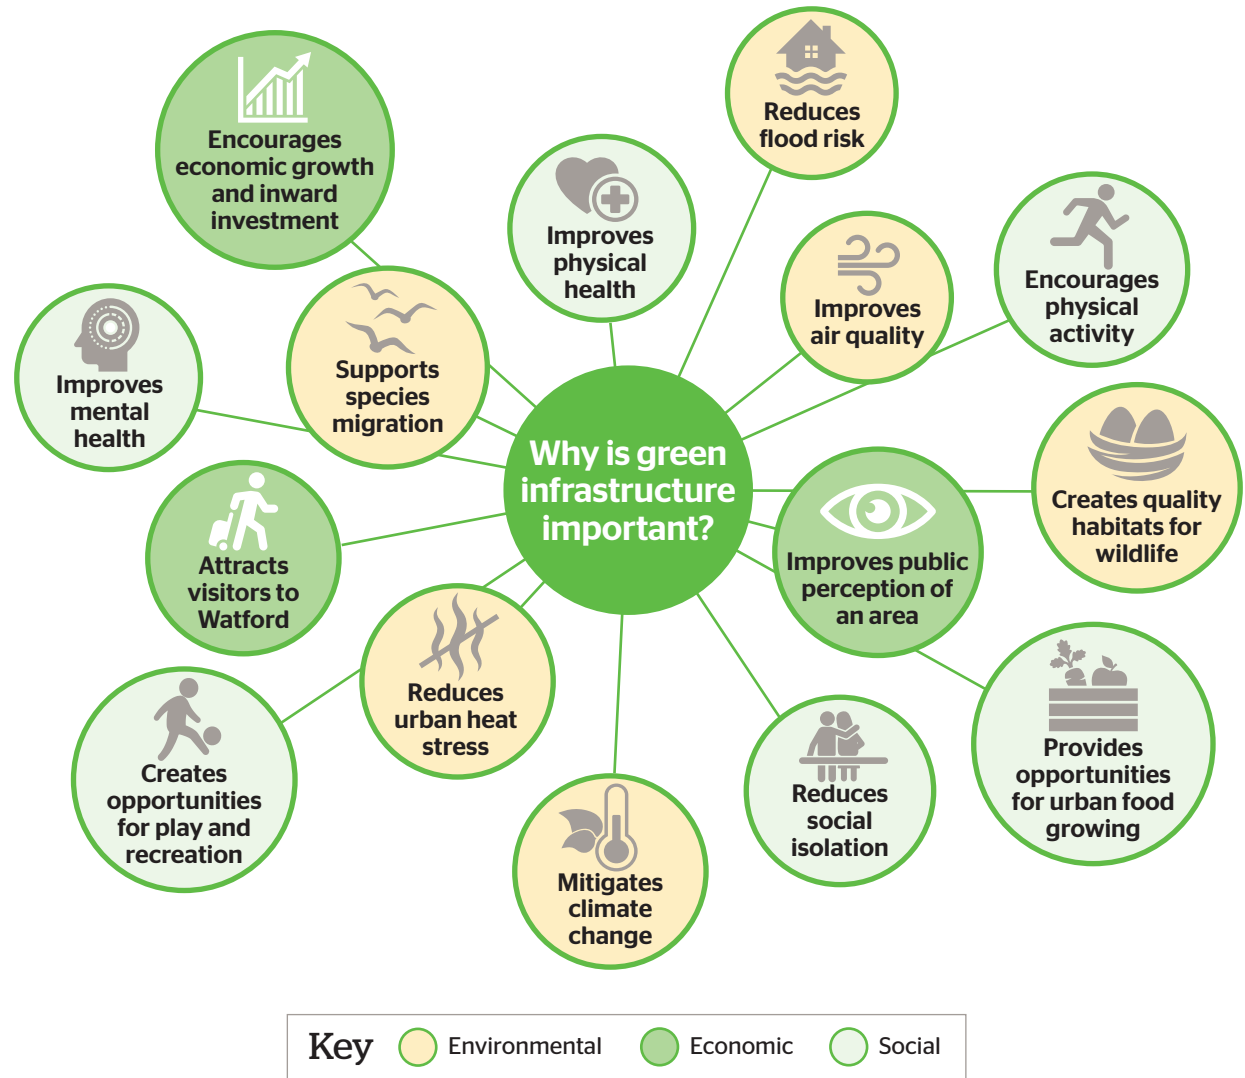 Encourages
economic growth
and inward
investment
Reduces
flood risk
Improves
physical
health
Improves
air quality
Encourages
physical
activity
Improves
mental
health
Supports
species
migration
Why is green
infrastructure
important?
Creates quality
habitats for
wildlife
Attracts
visitors to
Watford
Improves public
perception of
an area
Reduces
urban heat
stress
Creates
opportunities
for play and
recreation
Mitigates
climate
change
Reduces
social
isolation
Provides
opportunities
for urban food
growing
Key
Environmental
Economic
Social